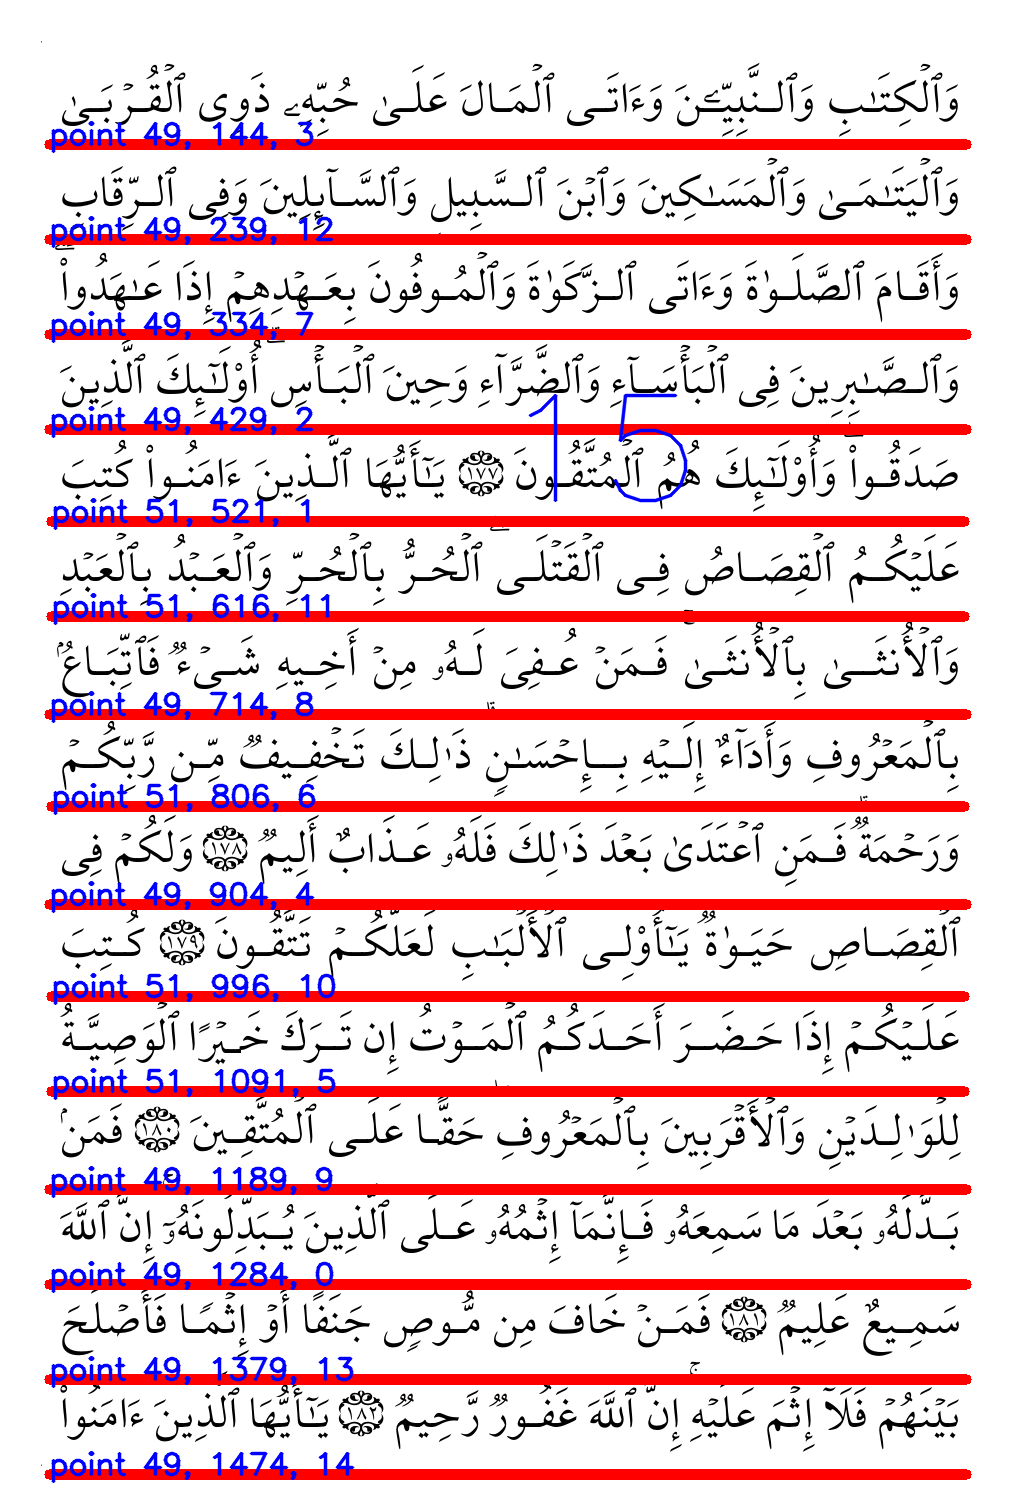 وَٱلْكِتَـٰبِ وَٱلنَّبِيِّـۧنَ وَءَاتَى ٱلْمَالَ عَلَىٰ حُبِّهِۦ ذَوِى ٱلْقُرْبَىٰ
point 49, 144, 3
وَٱلْيَتَـٰمَىٰ وَٱلْمَسَـٰكِينَ وَٱبْنَ ٱلسَّبِيلِ وَٱلسَّآئِلِينَ وَفِى ٱلرِّقَابِ
point 49, 239, 12
وَأَقَامَ ٱلصَّلَوٰةَ وَءَاتَى ٱلزَّكَوٰةَ وَٱلْمُوفُونَ بِعَهْدِهِمْ إِذَا عَـٰهَدُوا۟ ۖ
point 49, 334, 7
وَٱلصَّـٰبِرِينَ فِى ٱلْبَأْسَآءِ وَٱلضَّرَّآءِ وَحِينَ ٱلْبَأْسِ ۗ أُو۟لَـٰٓئِكَ ٱلَّذِينَ
point 49, 429, 2
15
صَدَقُوا۟ ۖ وَأُو۟لَـٰٓئِكَ هُمُ ٱلْمُتَّقُونَ ١٧٧ يَـٰٓأَيُّهَا ٱلَّذِينَ ءَامَنُوا۟ كُتِبَ
point 51, 521, 1
عَلَيْكُمُ ٱلْقِصَاصُ فِى ٱلْقَتْلَى ۖ ٱلْحُرُّ بِٱلْحُرِّ وَٱلْعَبْدُ بِٱلْعَبْدِ
point 51, 616, 11
وَٱلْأُنثَىٰ بِٱلْأُنثَىٰ ۚ فَمَنْ عُفِىَ لَهُۥ مِنْ أَخِيهِ شَىْءٌ فَٱتِّبَاعٌۢ
point 49, 714, 8
بِٱلْمَعْرُوفِ وَأَدَآءٌ إِلَيْهِ بِإِحْسَـٰنٍ ۗ ذَٰلِكَ تَخْفِيفٌ مِّن رَّبِّكُمْ
point 51, 806, 6
وَرَحْمَةٌ ۗ فَمَنِ ٱعْتَدَىٰ بَعْدَ ذَٰلِكَ فَلَهُۥ عَذَابٌ أَلِيمٌ ١٧٨ وَلَكُمْ فِى
point 49, 904, 4
ٱلْقِصَاصِ حَيَوٰةٌ يَـٰٓأُو۟لِى ٱلْأَلْبَـٰبِ لَعَلَّكُمْ تَتَّقُونَ ١٧٩ كُتِبَ
point 51, 996, 10
عَلَيْكُمْ إِذَا حَضَرَ أَحَدَكُمُ ٱلْمَوْتُ إِن تَرَكَ خَيْرًا ٱلْوَصِيَّةُ
point 51, 1091, 5
لِلْوَٰلِدَيْنِ وَٱلْأَقْرَبِينَ بِٱلْمَعْرُوفِ ۖ حَقًّا عَلَى ٱلْمُتَّقِينَ ١٨٠ فَمَنۢ
point 49, 1189, 9
بَدَّلَهُۥ بَعْدَ مَا سَمِعَهُۥ فَإِنَّمَآ إِثْمُهُۥ عَلَى ٱلَّذِينَ يُبَدِّلُونَهُۥٓ ۚ إِنَّ ٱللَّهَ
point 49, 1284, 0
سَمِيعٌ عَلِيمٌ ١٨١ فَمَنْ خَافَ مِن مُّوصٍ جَنَفًا أَوْ إِثْمًا فَأَصْلَحَ
point 49, 1379, 13
بَيْنَهُمْ فَلَآ إِثْمَ عَلَيْهِ ۚ إِنَّ ٱللَّهَ غَفُورٌ رَّحِيمٌ ١٨٢ يَـٰٓأَيُّهَا ٱلَّذِينَ ءَامَنُوا۟
point 49, 1474, 14